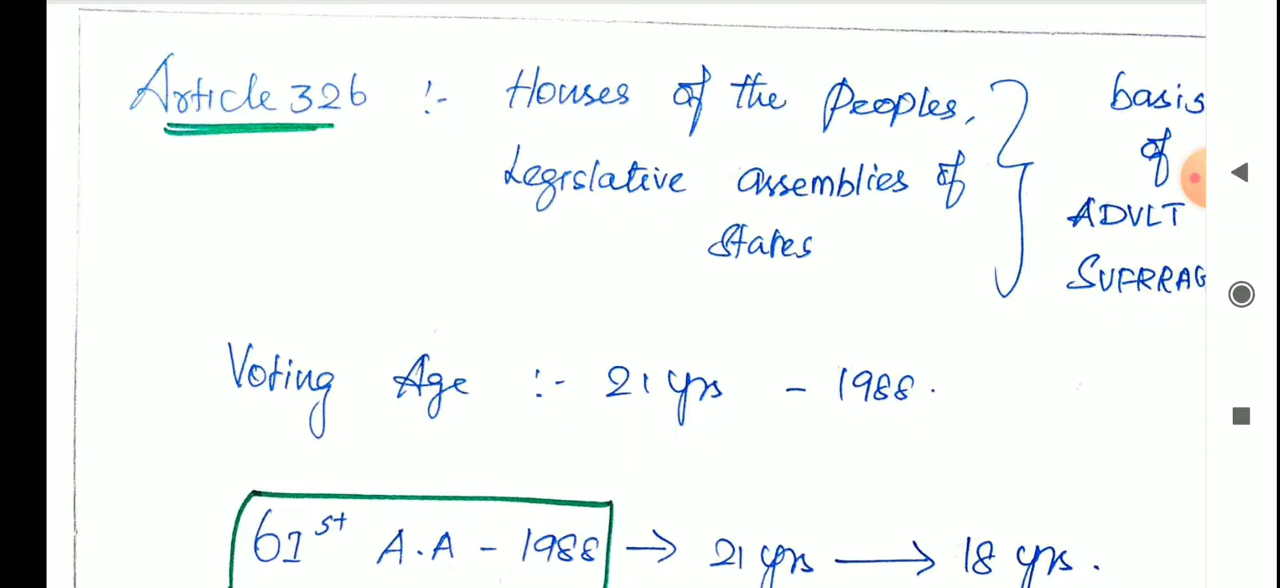 Article 326 :- Houses of the Peoples, basis
of
Legislative Assemblies of States ADULT
SUFRRAG
Voting Age :- 21 yrs - 1988.
61st A.A - 1988 → 21 yrs → 18 yrs.